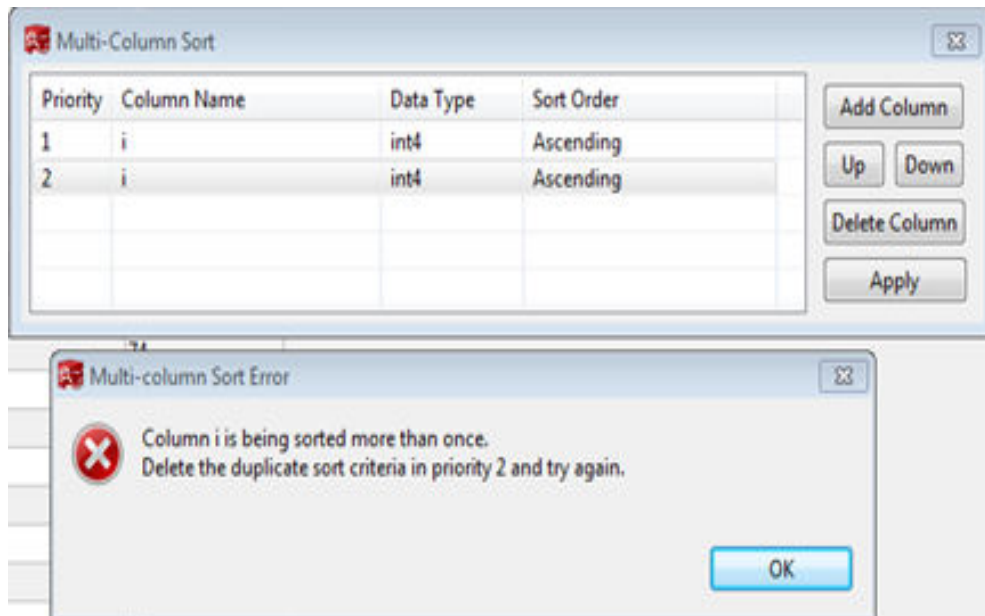 Multi-Column Sort
Priority Column Name Data Type Sort Order
1 i int4 Ascending
2 i int4 Ascending
Add Column
Up Down
Delete Column
Apply
74
Multi-column Sort Error
Column i is being sorted more than once.
Delete the duplicate sort criteria in priority 2 and try again.
OK